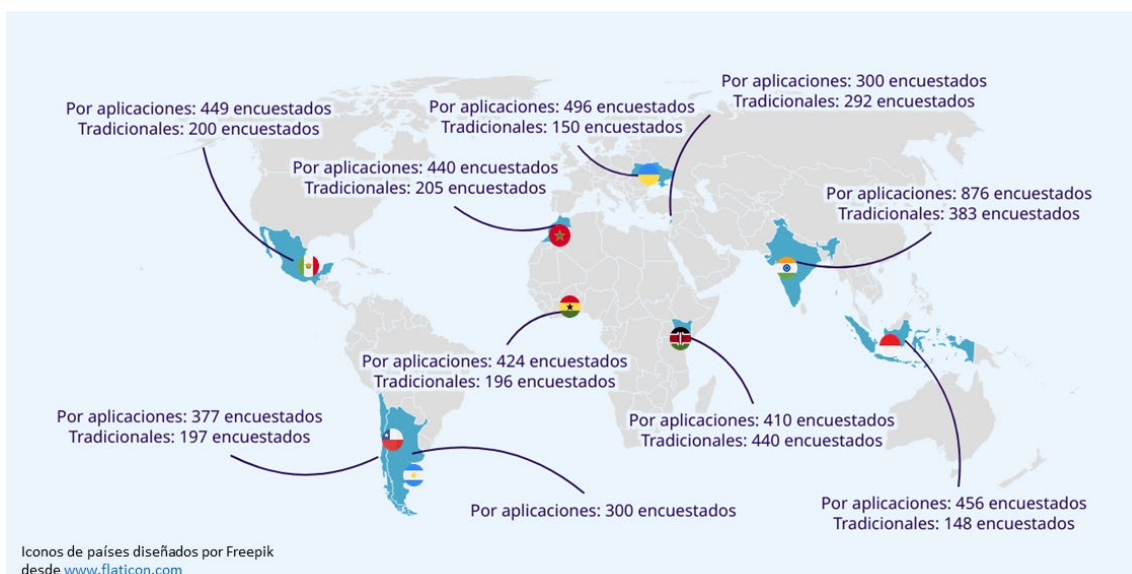 Por aplicaciones: 300 encuestados
Tradicionales: 292 encuestados
Por aplicaciones: 449 encuestados
Tradicionales: 200 encuestados
Por aplicaciones: 496 encuestados
Tradicionales: 150 encuestados
Por aplicaciones: 440 encuestados
Tradicionales: 205 encuestados
Por aplicaciones: 876 encuestados
Tradicionales: 383 encuestados
Por aplicaciones: 424 encuestados
Tradicionales: 196 encuestados
Por aplicaciones: 377 encuestados
Tradicionales: 197 encuestados
Por aplicaciones: 410 encuestados
Tradicionales: 440 encuestados
Por aplicaciones: 300 encuestados
Por aplicaciones: 456 encuestados
Tradicionales: 148 encuestados
Iconos de países diseñados por Freepik
desde www.flaticon.com